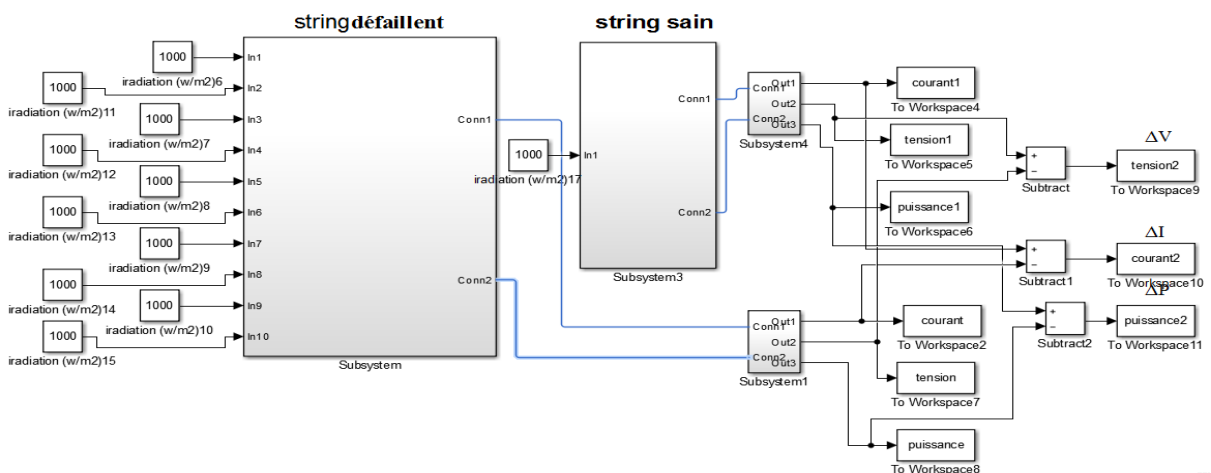 string défaillent
string sain
1000
iradiation (w/m2)6
1000
iradiation (w/m2)11
1000
iradiation (w/m2)7
1000
iradiation (w/m2)12
1000
iradiation (w/m2)8
1000
iradiation (w/m2)13
1000
iradiation (w/m2)9
1000
iradiation (w/m2)14
1000
iradiation (w/m2)10
1000
iradiation (w/m2)15
In1
In2
In3
In4
In5
In6
In7
In8
In9
In10
Conn1
Conn2
Subsystem
1000
iradiation (w/m2)17
In1
Conn1
Conn2
Subsystem3
Conn1
Conn2
Out1
Out2
Out3
Subsystem4
courant1
To Workspace4
tension1
To Workspace5
puissance1
To Workspace6
+
−
Subtract
ΔV
tension2
To Workspace9
+
−
Subtract1
ΔI
courant2
To Workspace10
+
−
Subtract2
ΔP
puissance2
To Workspace11
Conn1
Conn2
Out1
Out2
Out3
Subsystem1
courant
To Workspace2
tension
To Workspace7
puissance
To Workspace8